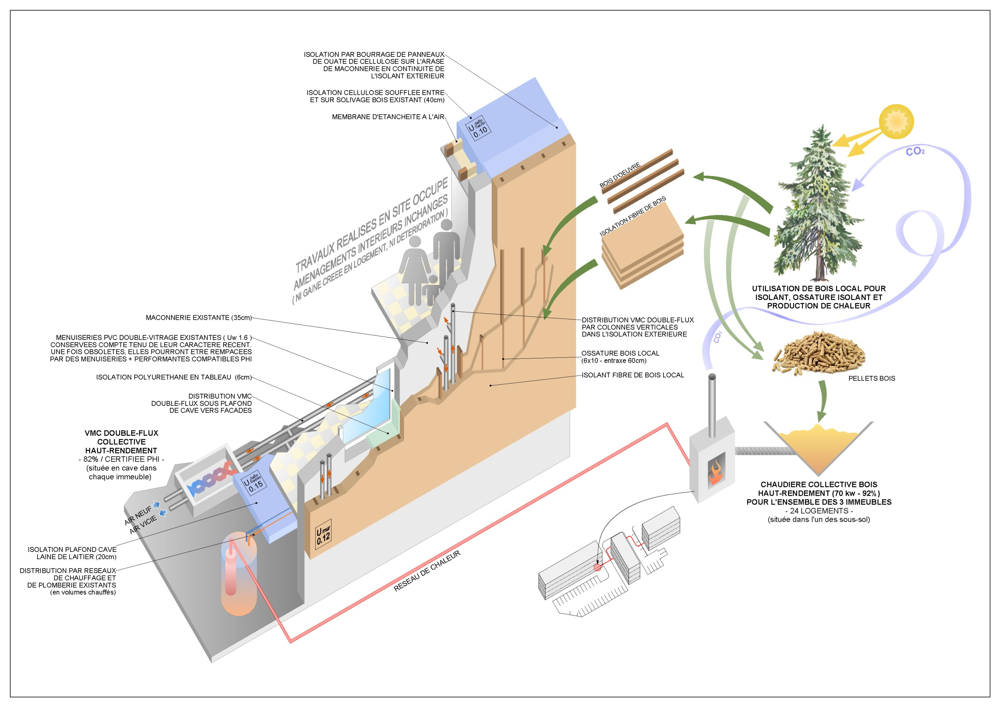 ISOLATION PAR BOURRAGE DE PANNEAUX
DE OUATE DE CELLULOSE SUR L'ARASE
DE MACONNERIE EN CONTINUITE DE
L'ISOLANT EXTERIEUR
ISOLATION CELLULOSE SOUFFLEE ENTRE
ET SUR SOLIVAGE BOIS EXISTANT (40cm)
MEMBRANE D'ETANCHEITE A L'AIR
U dalle haute
0.10
CO2
BOIS D'OEUVRE
ISOLATION FIBRE DE BOIS
TRAVAUX REALISES EN SITE OCCUPE
AMENAGEMENTS INTERIEURS INCHANGES
( NI GAINE CREEE EN LOGEMENT, NI DETERIORATION )
UTILISATION DE BOIS LOCAL POUR
ISOLANT, OSSATURE ISOLANT ET
PRODUCTION DE CHALEUR
MACONNERIE EXISTANTE (35cm)
MENUISERIES PVC DOUBLE-VITRAGE EXISTANTES ( Uw 1.6 )
CONSERVEES COMPTE TENU DE LEUR CARACTERE RECENT.
UNE FOIS OBSOLETES, ELLES POURRONT ETRE REMPACEES
PAR DES MENUISERIES + PERFORMANTES COMPATIBLES PHI
ISOLATION POLYURETHANE EN TABLEAU (6cm)
DISTRIBUTION VMC
DOUBLE-FLUX SOUS PLAFOND
DE CAVE VERS FACADES
DISTRIBUTION VMC DOUBLE-FLUX
PAR COLONNES VERTICALES
DANS L'ISOLATION EXTERIEURE
OSSATURE BOIS LOCAL
(6x10 - entraxe 60cm)
ISOLANT FIBRE DE BOIS LOCAL
CO2
PELLETS BOIS
VMC DOUBLE-FLUX
COLLECTIVE
HAUT-RENDEMENT
- 82% / CERTIFIEE PHI -
(située en cave dans
chaque immeuble)
U dalle basse
0.15
AIR NEUF
AIR VICIE
U mur
0.12
ISOLATION PLAFOND CAVE
LAINE DE LAITIER (20cm)
DISTRIBUTION PAR RESEAUX
DE CHAUFFAGE ET
DE PLOMBERIE EXISTANTS
(en volumes chauffés)
RESEAU DE CHALEUR
CHAUDIERE COLLECTIVE BOIS
HAUT-RENDEMENT (70 kw - 92%)
POUR L'ENSEMBLE DES 3 IMMEUBLES
- 24 LOGEMENTS -
(située dans l'un des sous-sol)